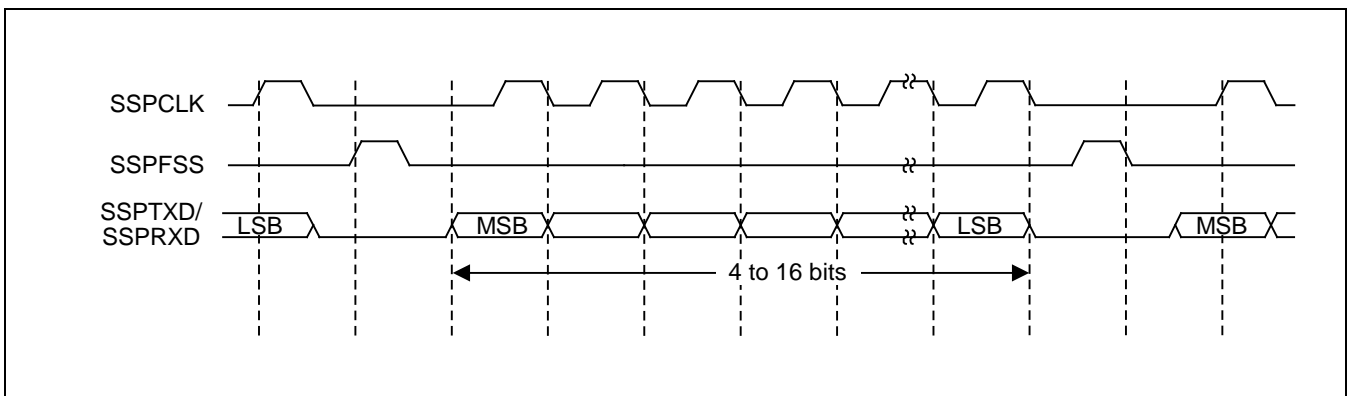 SSPCLK
SSPFSS
SSPTXD/
SSPRXD
LSB
MSB
LSB
MSB
4 to 16 bits